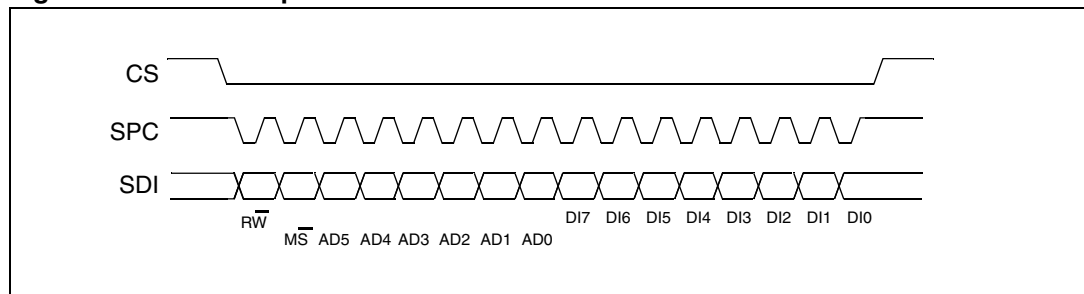 CS
SPC
SDI
RW̅ DI7 DI6 DI5 DI4 DI3 DI2 DI1 DI0
MS̅ AD5 AD4 AD3 AD2 AD1 AD0